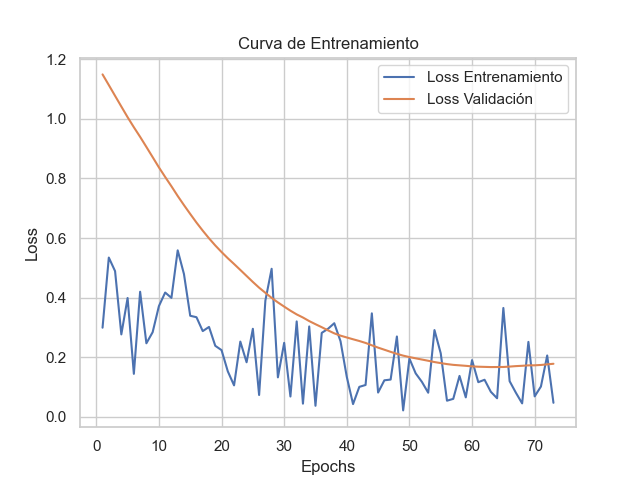 Curva de Entrenamiento
Loss Entrenamiento
Loss Validación
1.2
1.0
0.8
0.6
0.4
0.2
0.0
Loss
0 10 20 30 40 50 60 70
Epochs